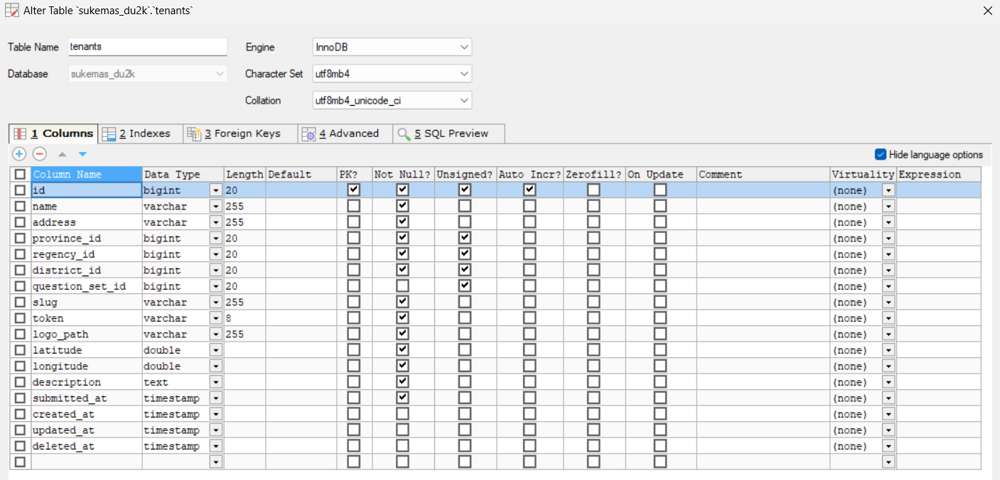 Alter Table `sukemas_du2k`.`tenants`
Table Name tenants Engine InnoDB
Database sukemas_du2k Character Set utf8mb4
Collation utf8mb4_unicode_ci
1 Columns 2 Indexes 3 Foreign Keys 4 Advanced 5 SQL Preview
Hide language options
Column Name Data Type Length Default PK? Not Null? Unsigned? Auto Incr? Zerofill? On Update Comment Virtuality Expression
id bigint 20 (none)
name varchar 255 (none)
address varchar 255 (none)
province_id bigint 20 (none)
regency_id bigint 20 (none)
district_id bigint 20 (none)
question_set_id bigint 20 (none)
slug varchar 255 (none)
token varchar 8 (none)
logo_path varchar 255 (none)
latitude double (none)
longitude double (none)
description text (none)
submitted_at timestamp (none)
created_at timestamp (none)
updated_at timestamp (none)
deleted_at timestamp (none)